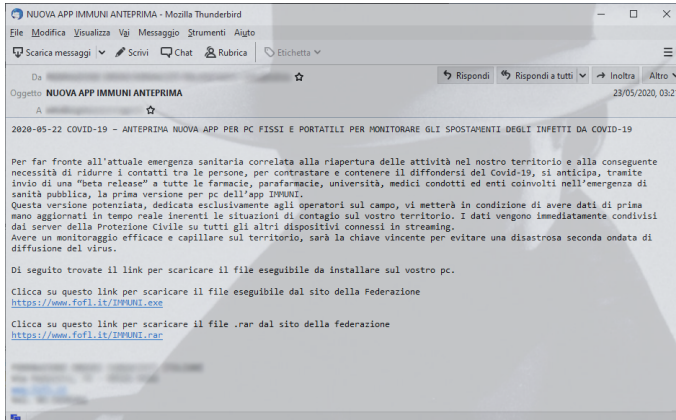 NUOVA APP IMMUNI ANTEPRIMA - Mozilla Thunderbird
File Modifica Visualizza Vai Messaggio Strumenti Aiuto
Scarica messaggi Scrivi Chat Rubrica Etichetta
Da Rispondi Rispondi a tutti Inoltra Altro
Oggetto NUOVA APP IMMUNI ANTEPRIMA 23/05/2020, 03:2
A
2020-05-22 COVID-19 – ANTEPRIMA NUOVA APP PER PC FISSI E PORTATILI PER MONITORARE GLI SPOSTAMENTI DEGLI INFETTI DA COVID-19
Per far fronte all'attuale emergenza sanitaria correlata alla riapertura delle attività nel nostro territorio e alla conseguente
necessità di ridurre i contatti tra le persone, per contrastare e contenere il diffondersi del Covid-19, si anticipa, tramite
invio di una “beta release” a tutte le farmacie, parafarmacie, università, medici condotti ed enti coinvolti nell’emergenza di
sanità pubblica, la prima versione per pc dell’app IMMUNI.
Questa versione potenziata, dedicata esclusivamente agli operatori sul campo, vi metterà in condizione di avere dati di prima
mano aggiornati in tempo reale inerenti le situazioni di contagio sul vostro territorio. I dati vengono immediatamente condivisi
dai server della Protezione Civile su tutti gli altri dispositivi connessi in streaming.
Avere un monitoraggio efficace e capillare sul territorio, sarà la chiave vincente per evitare una disastrosa seconda ondata di
diffusione del virus.
Di seguito trovate il link per scaricare il file eseguibile da installare sul vostro pc.
Clicca su questo link per scaricare il file eseguibile dal sito della Federazione
https://www.fofl.it/IMMUNI.exe
Clicca su questo link per scaricare il file .rar dal sito della federazione
https://www.fofl.it/IMMUNI.rar